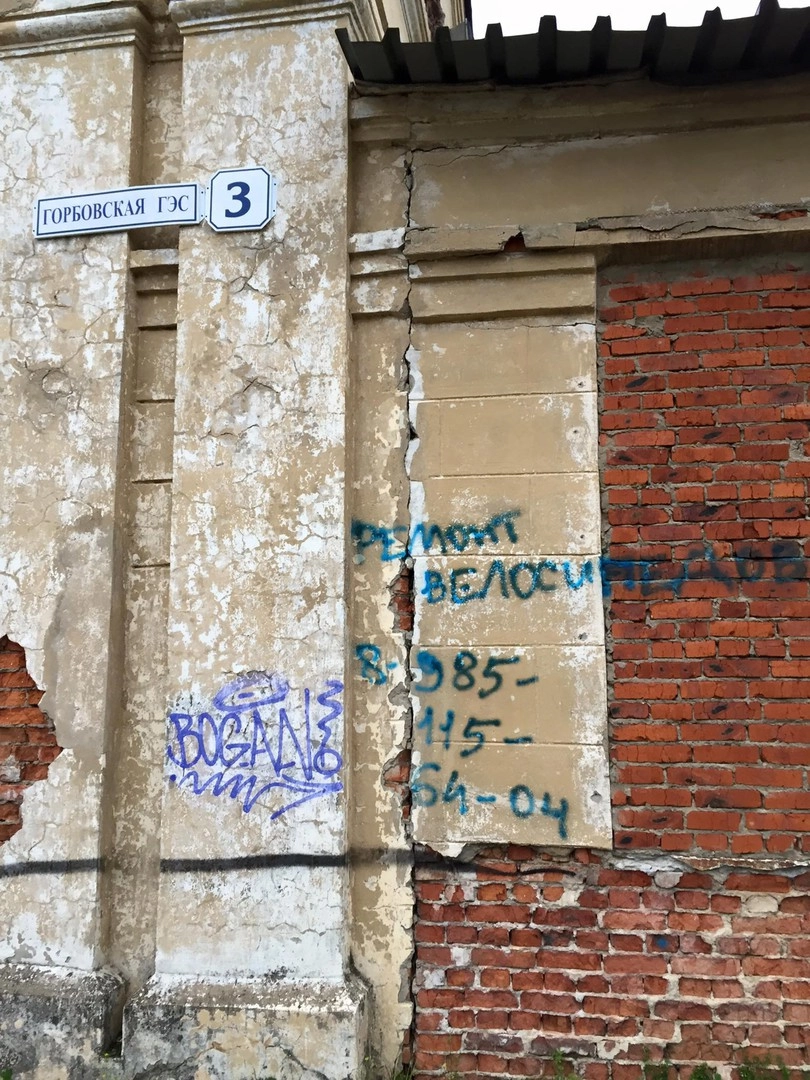 ГОРБОВСКАЯ ГЭС
3
РЕМОНТ
ВЕЛОСИПЕДОВ
8-985-
115-
64-04
BOGAN